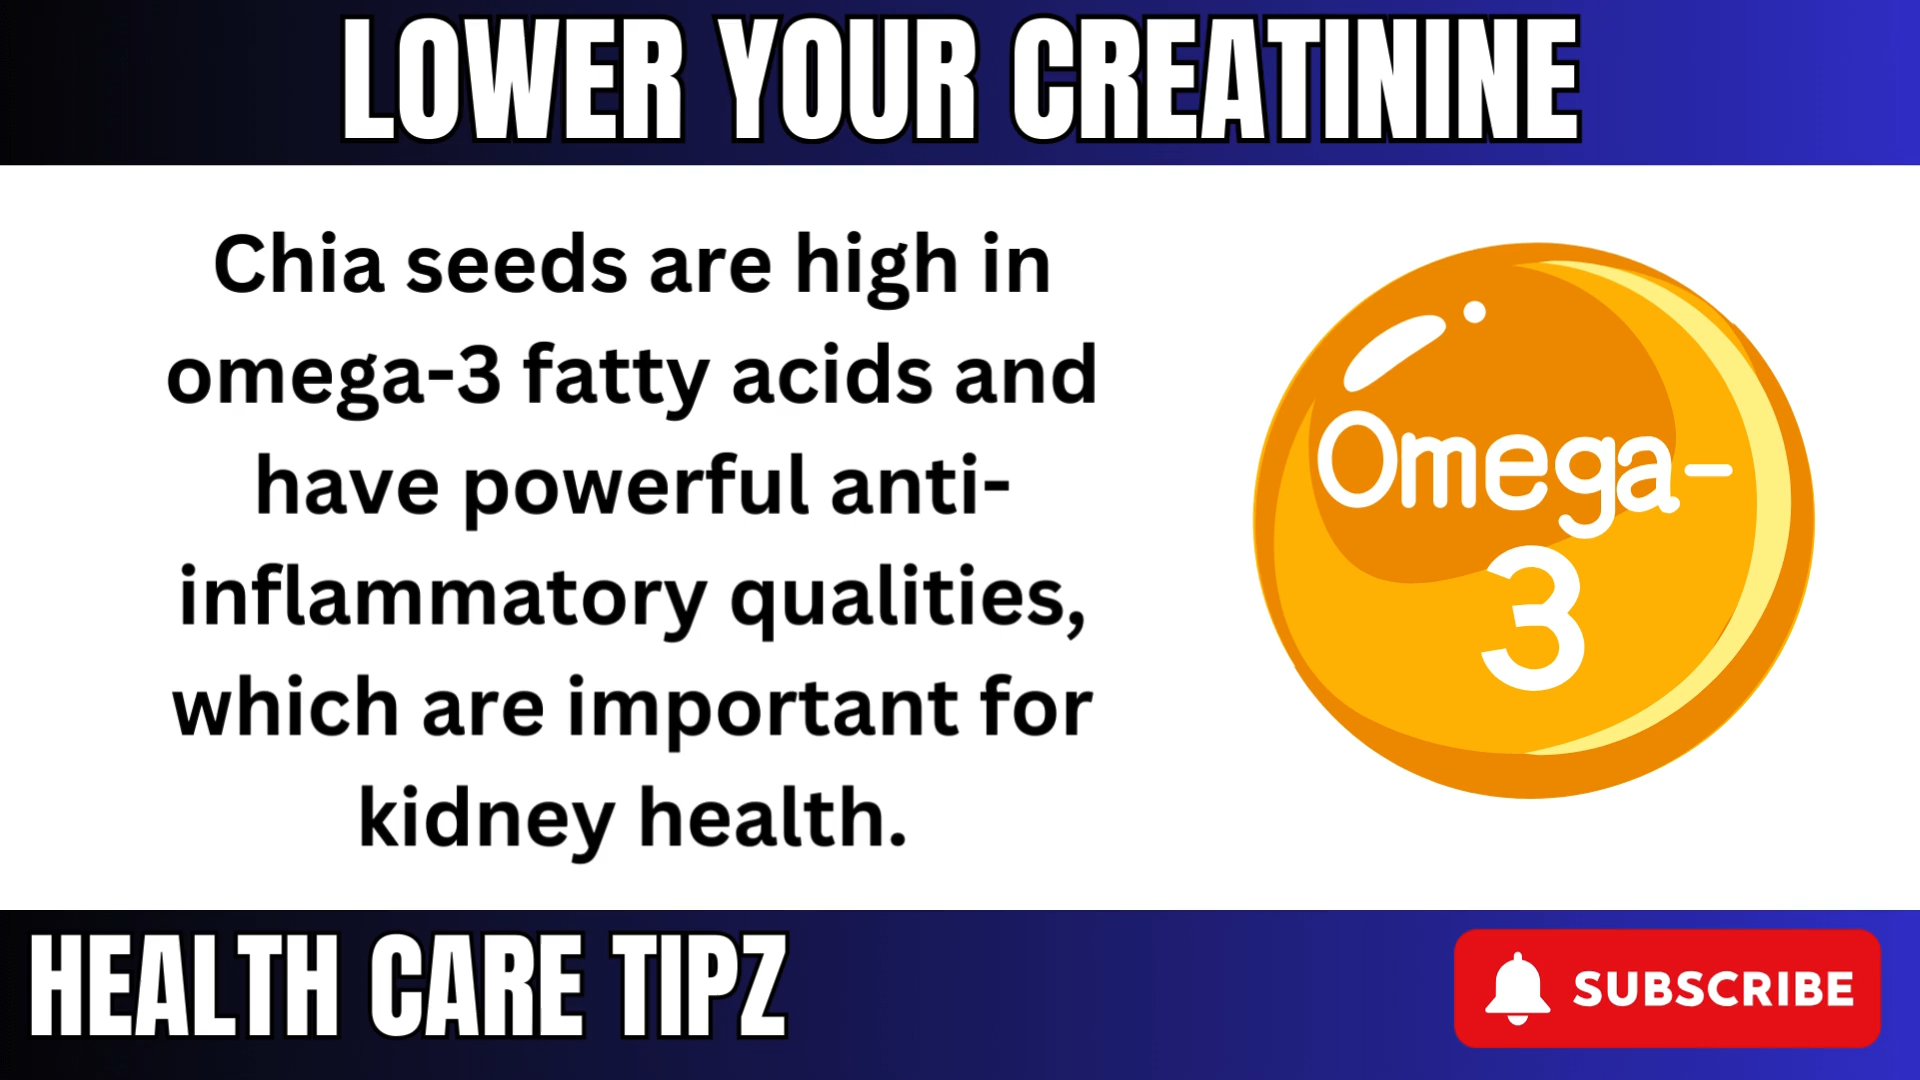 LOWER YOUR CREATININE
Chia seeds are high in
omega-3 fatty acids and
have powerful anti-
inflammatory qualities,
which are important for
kidney health.
Omega-
3
HEALTH CARE TIPZ
SUBSCRIBE